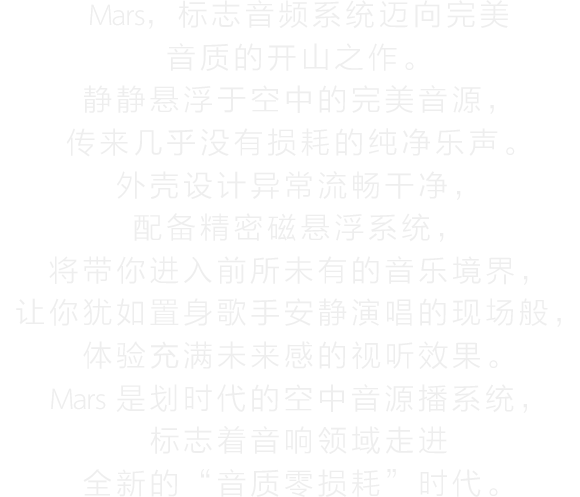 Mars，标志音频系统迈向完美
音质的开山之作。
静静悬浮于空中的完美音源，
传来几乎没有损耗的纯净乐声。
外壳设计异常流畅干净，
配备精密磁悬浮系统，
将带你进入前所未有的音乐境界，
让你犹如置身歌手安静演唱的现场般，
体验充满未来感的视听效果。
Mars 是划时代的空中音源播系统，
标志着音响领域走进
全新的“音质零损耗”时代。